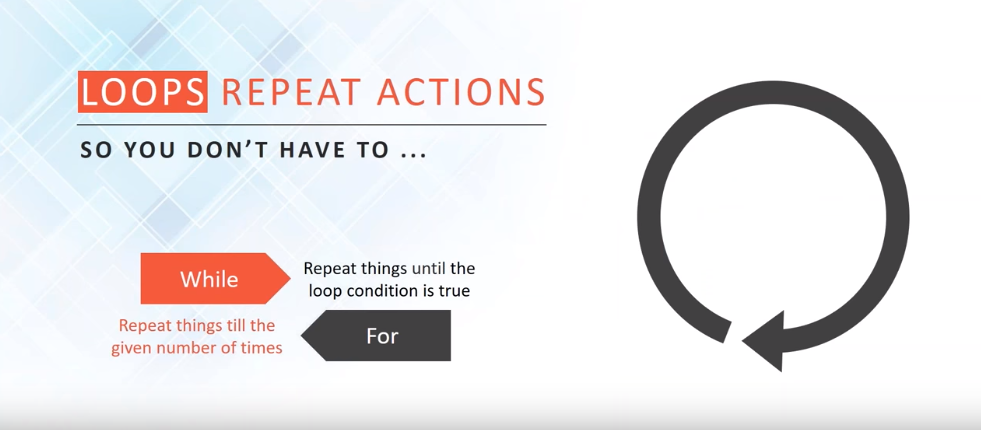 LOOPS REPEAT ACTIONS
SO YOU DON'T HAVE TO ...
While
Repeat things until the
loop condition is true
Repeat things till the
given number of times
For